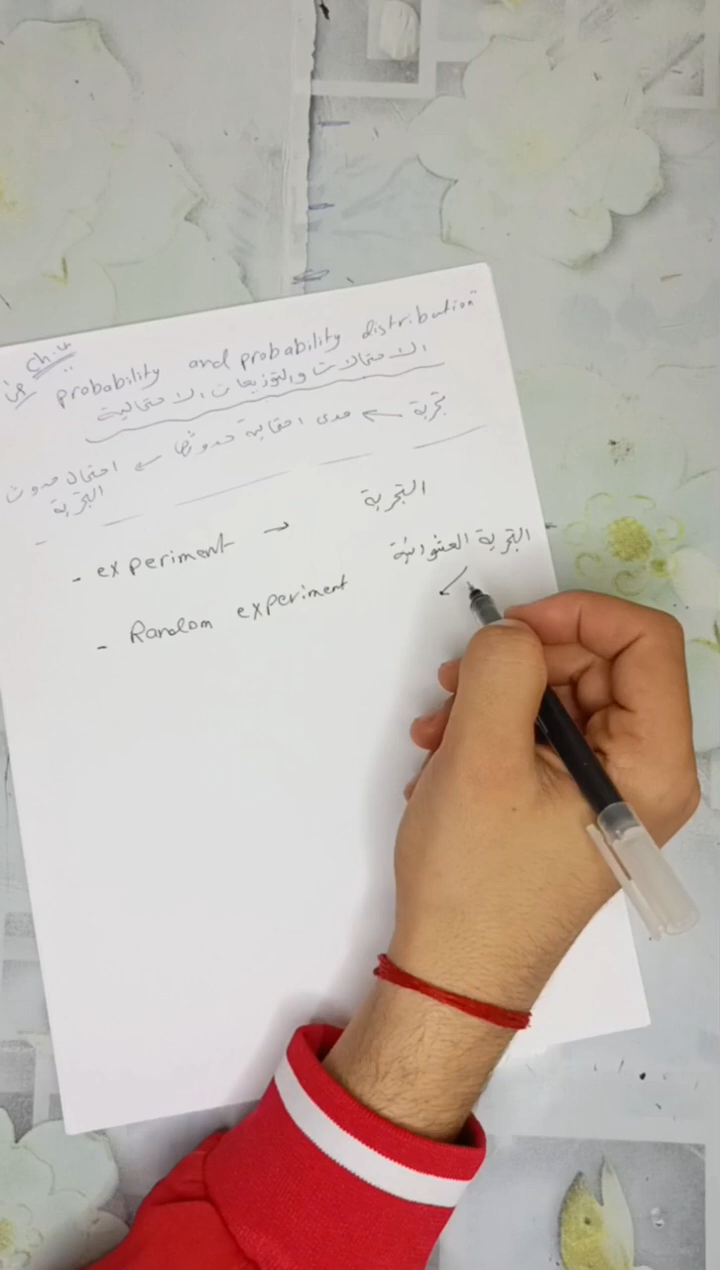 Ch.4
probability and probability distribution
الاحتمالات والتوزيعات الاحتمالية
تجربة ← مدى احقاية حدوثها ← احتمال حدوث التجربة
- experiment → التجربة
- Random experiment التجربة العشوائية